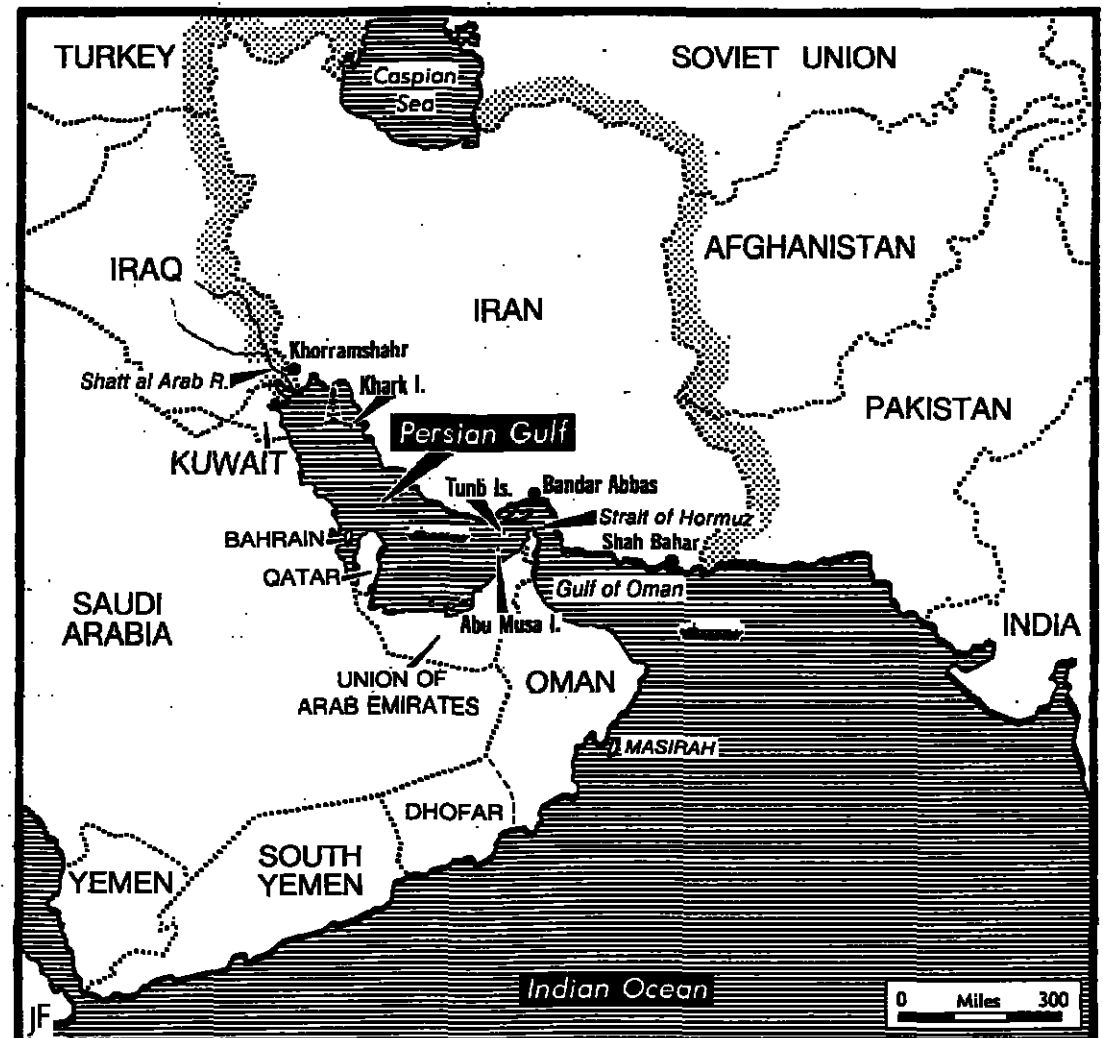 TURKEY
Caspian
Sea
SOVIET UNION
AFGHANISTAN
IRAQ
IRAN
Khorramshahr
Shatt al Arab R.
Khark I.
PAKISTAN
Persian Gulf
KUWAIT
Tunb Is.
Bandar Abbas
Strait of Hormuz
BAHRAIN
Shah Bahar
QATAR
Gulf of Oman
SAUDI
ARABIA
Abu Musa I.
INDIA
UNION OF
ARAB EMIRATES
OMAN
MASIRAH
DHOFAR
SOUTH
YEMEN
YEMEN
Indian Ocean
0 Miles 300
JF